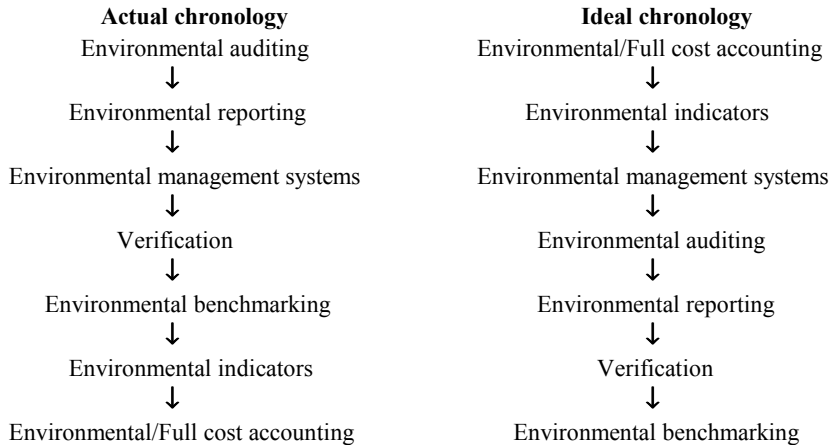 Actual chronology
Environmental auditing
↓
Environmental reporting
↓
Environmental management systems
↓
Verification
↓
Environmental benchmarking
↓
Environmental indicators
↓
Environmental/Full cost accounting
Ideal chronology
Environmental/Full cost accounting
↓
Environmental indicators
↓
Environmental management systems
↓
Environmental auditing
↓
Environmental reporting
↓
Verification
↓
Environmental benchmarking